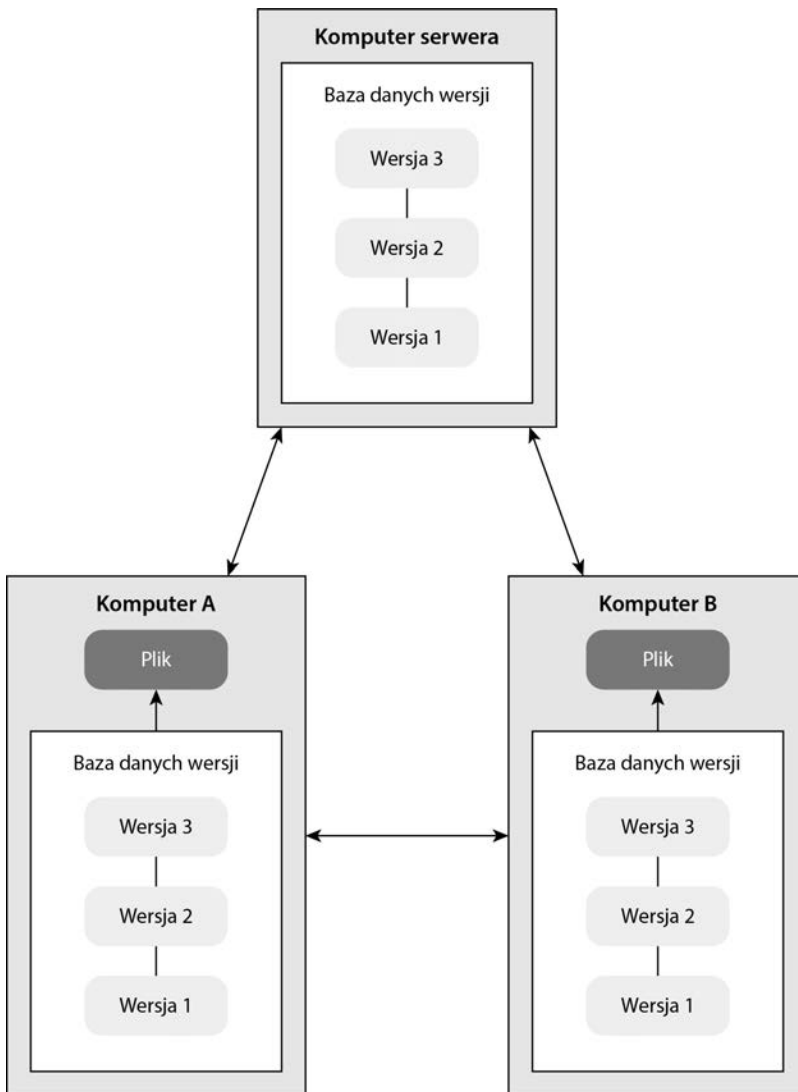 Komputer serwera
Baza danych wersji
Wersja 3
Wersja 2
Wersja 1
Komputer A
Plik
Baza danych wersji
Wersja 3
Wersja 2
Wersja 1
Komputer B
Plik
Baza danych wersji
Wersja 3
Wersja 2
Wersja 1